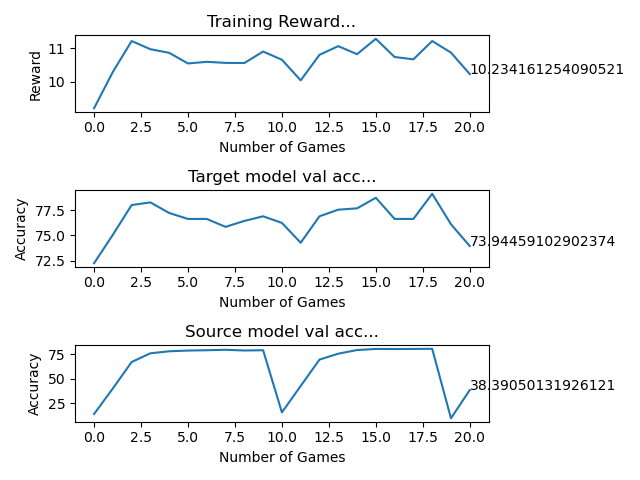 Training Reward...
11
10
Reward
10.234161254090521
0.0 2.5 5.0 7.5 10.0 12.5 15.0 17.5 20.0
Number of Games
Target model val acc...
77.5
75.0
72.5
Accuracy
73.94459102902374
0.0 2.5 5.0 7.5 10.0 12.5 15.0 17.5 20.0
Number of Games
Source model val acc...
75
50
25
Accuracy
38.39050131926121
0.0 2.5 5.0 7.5 10.0 12.5 15.0 17.5 20.0
Number of Games